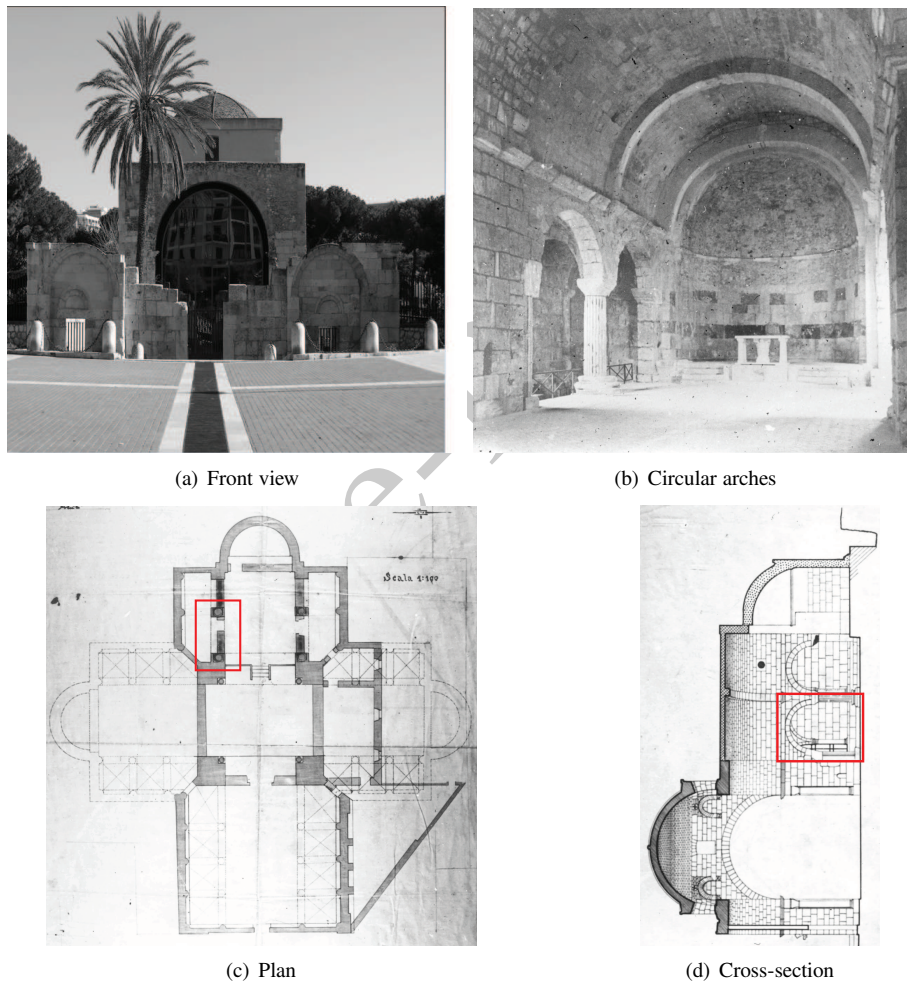 (a) Front view
(b) Circular arches
Scala 1:100
(c) Plan
(d) Cross-section